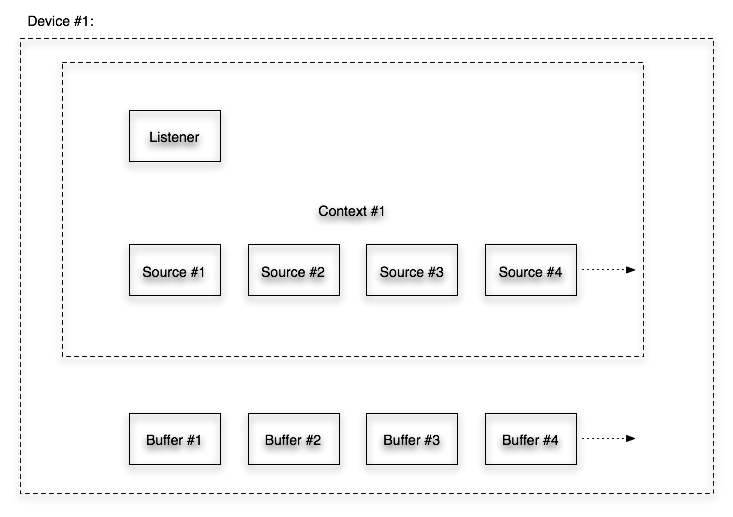 Device #1:
Listener
Context #1
Source #1
Source #2
Source #3
Source #4
Buffer #1
Buffer #2
Buffer #3
Buffer #4